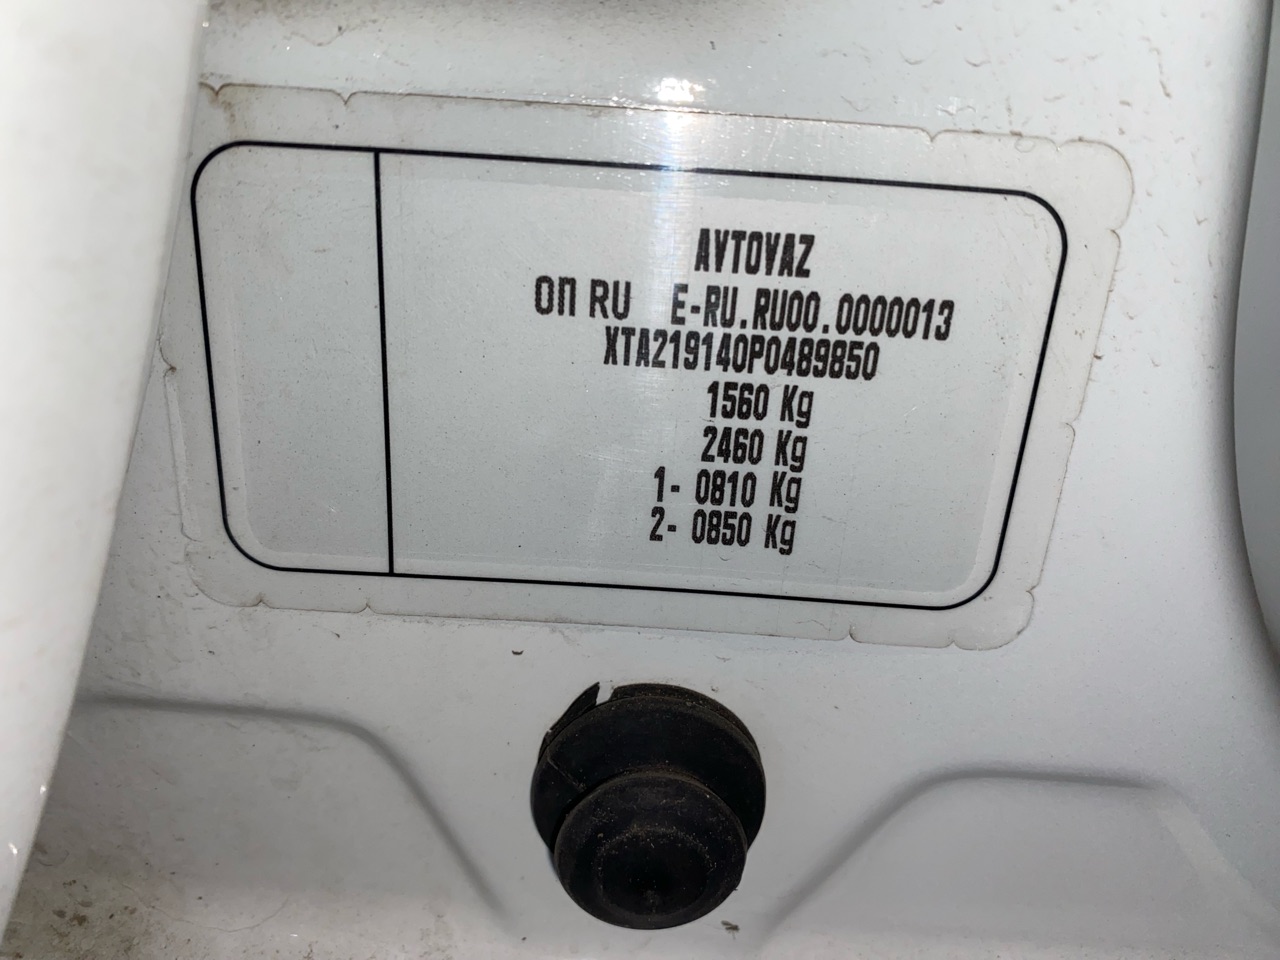 AVTOVAZ
ОП RU E-RU.RU00.0000013
XTA219140P0489850
1560 Kg
2460 Kg
1- 0810 Kg
2- 0850 Kg